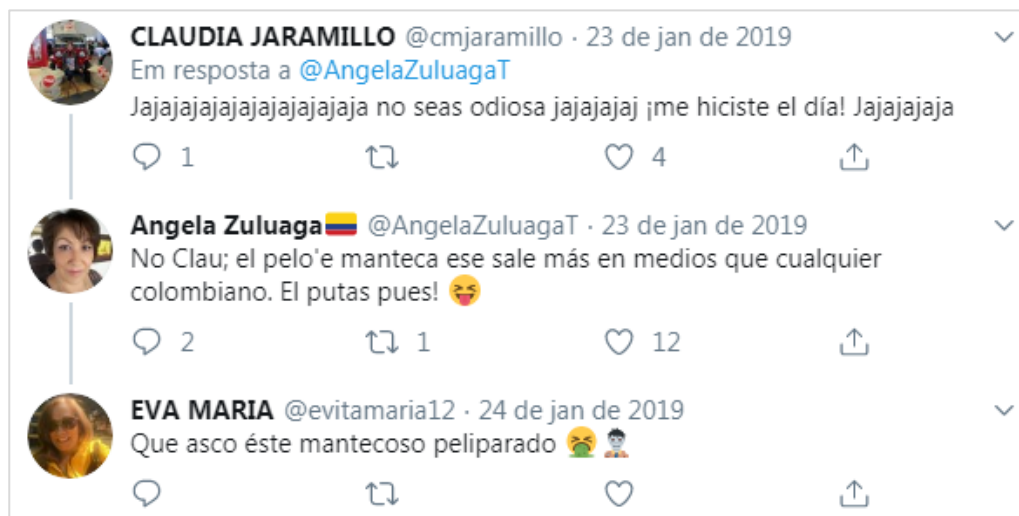 CLAUDIA JARAMILLO @cmjaramillo · 23 de jan de 2019
Em resposta a @AngelaZuluagaT
Jajajajajajajajajajajaja no seas odiosa jajajajaj ¡me hiciste el día! Jajajajaja
1 4
Angela Zuluaga🇨🇴 @AngelaZuluagaT · 23 de jan de 2019
No Clau; el pelo'e manteca ese sale más en medios que cualquier
colombiano. El putas pues! 😝
2 1 12
EVA MARIA @evitamaria12 · 24 de jan de 2019
Que asco éste mantecoso peliparado 🤮🧛🏻‍♂️